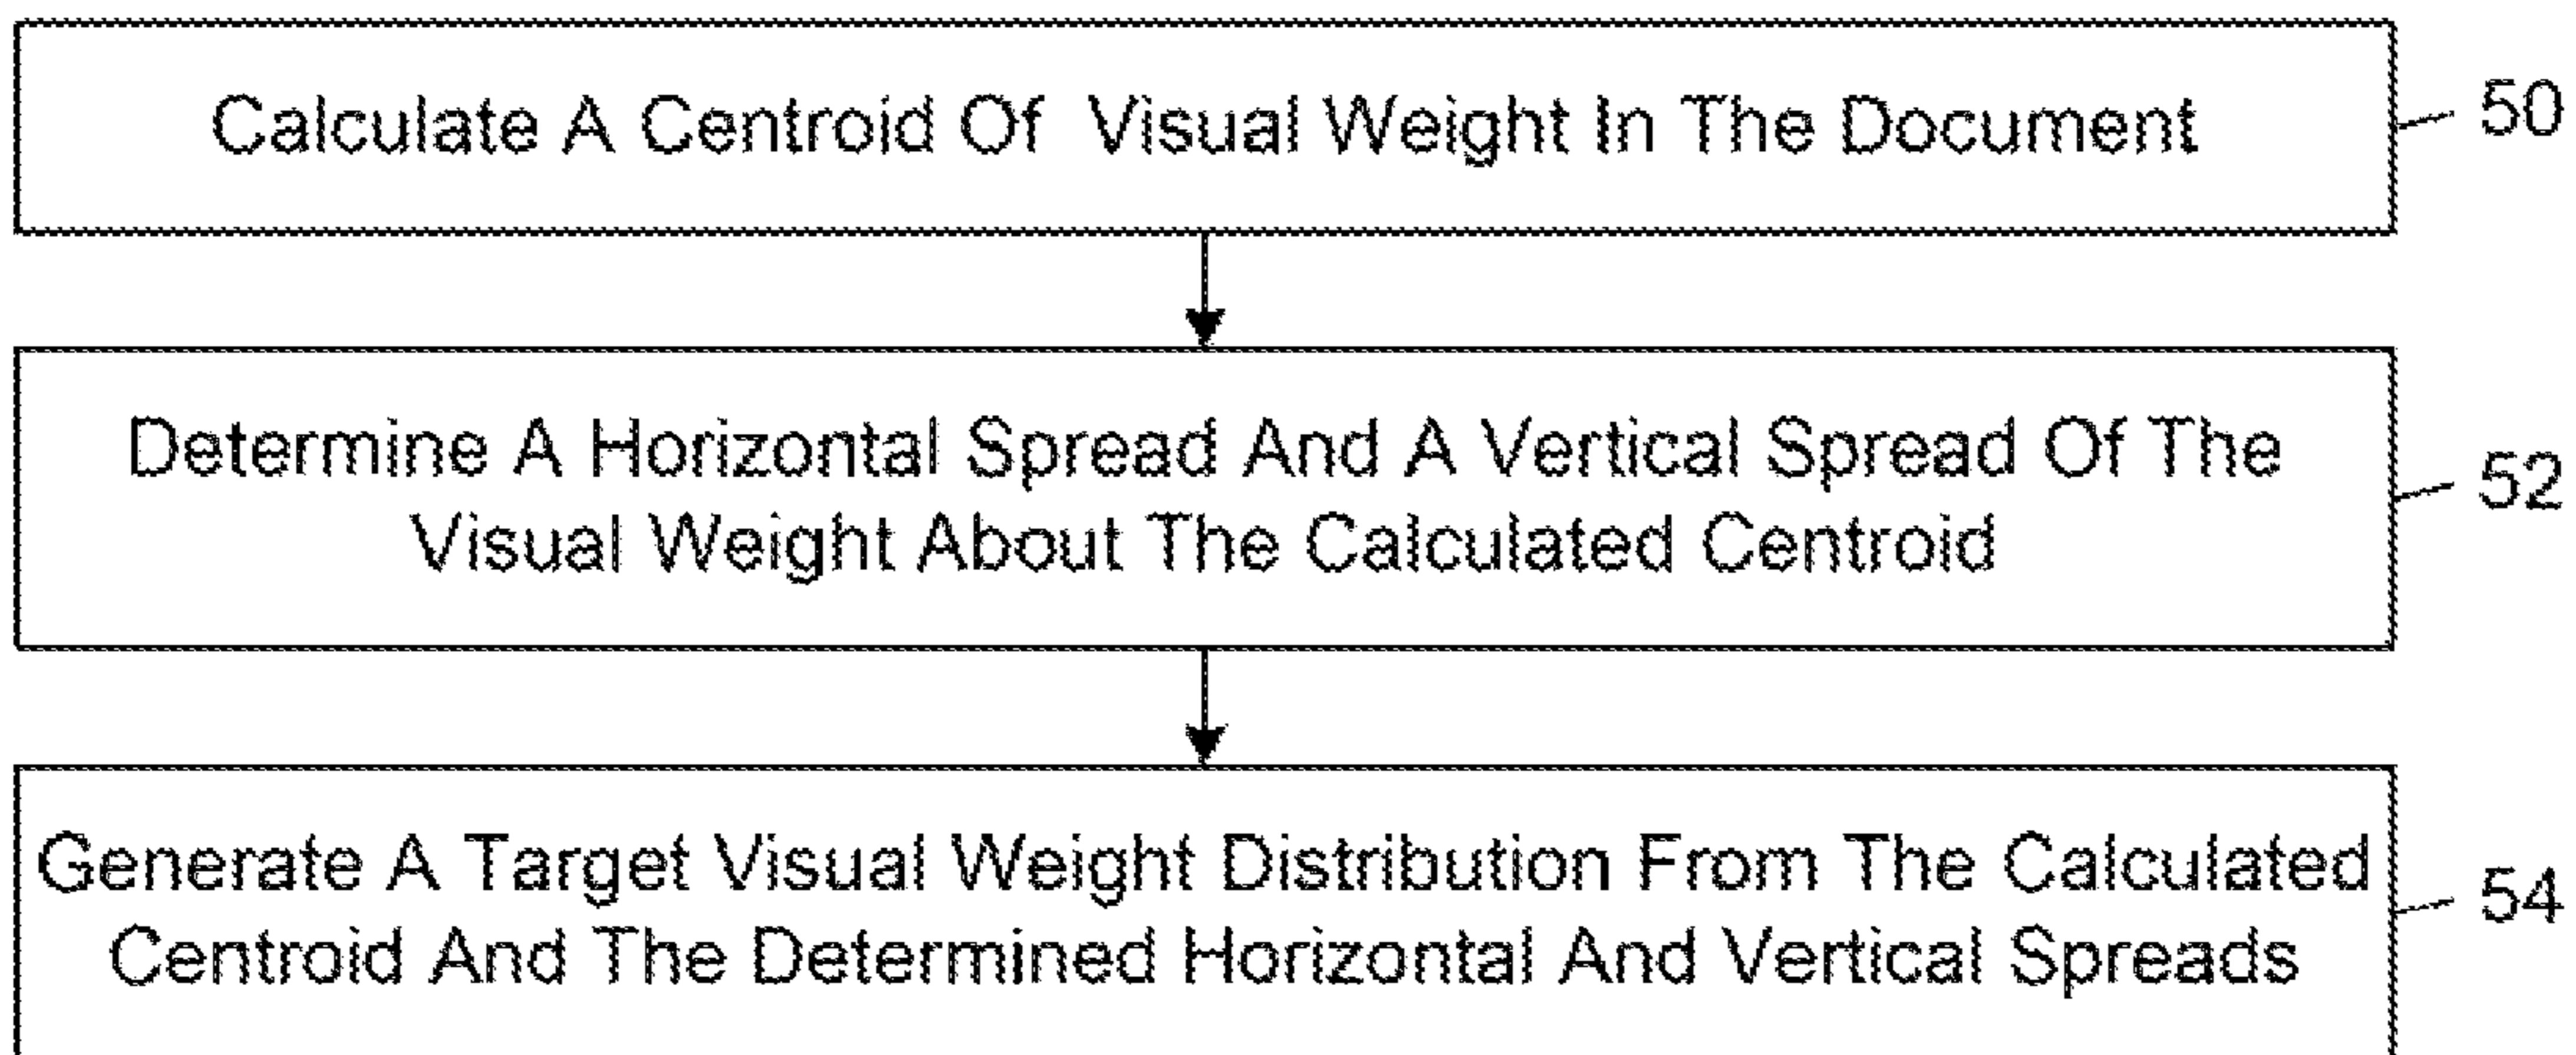 Calculate A Centroid Of Visual Weight In The Document
50
Determine A Horizontal Spread And A Vertical Spread Of The
Visual Weight About The Calculated Centroid
52
Generate A Target Visual Weight Distribution From The Calculated
Centroid And The Determined Horizontal And Vertical Spreads
54